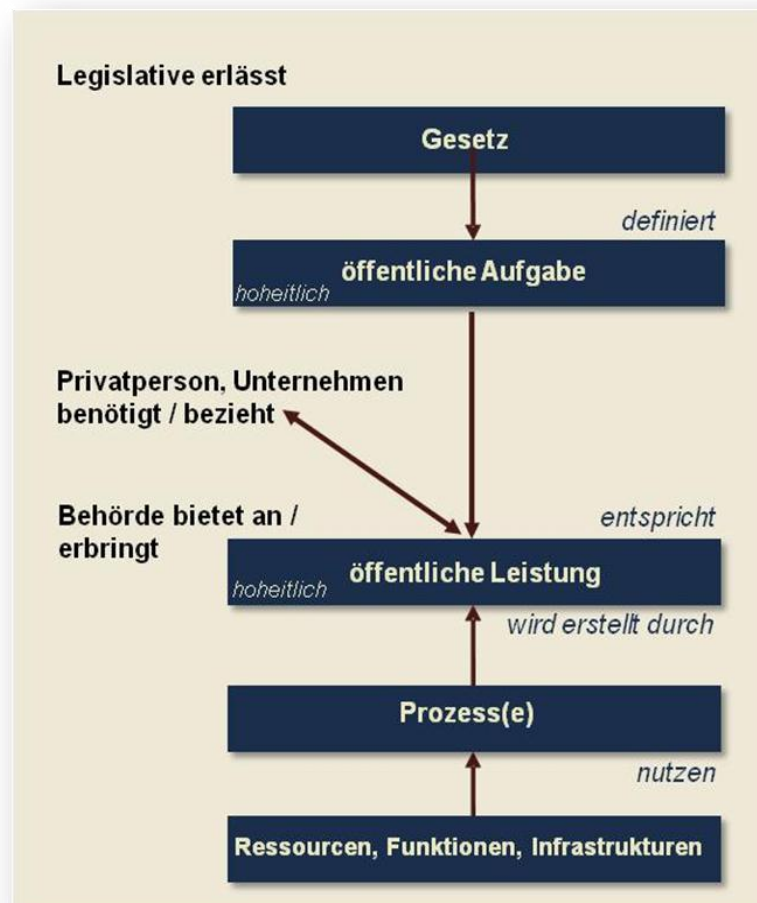 Legislative erlässt
Gesetz
definiert
öffentliche Aufgabe
hoheitlich
Privatperson, Unternehmen
benötigt / bezieht
Behörde bietet an /
erbringt
entspricht
öffentliche Leistung
hoheitlich
wird erstellt durch
Prozess(e)
nutzen
Ressourcen, Funktionen, Infrastrukturen